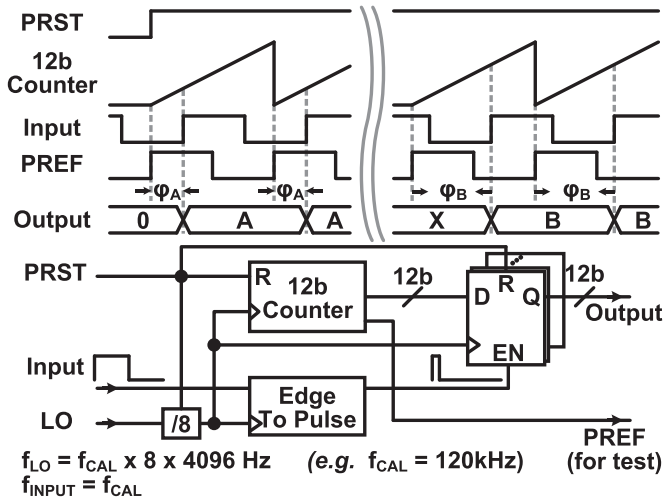 PRST
12b
Counter
Input
PREF
φA φA φB φB
Output 0 A A X B B
PRST
R
12b
Counter
12b
D R Q
EN
12b
Output
Input
Edge
To Pulse
LO
/8
PREF
(for test)
fLO = fCAL x 8 x 4096 Hz (e.g. fCAL = 120kHz)
fINPUT = fCAL